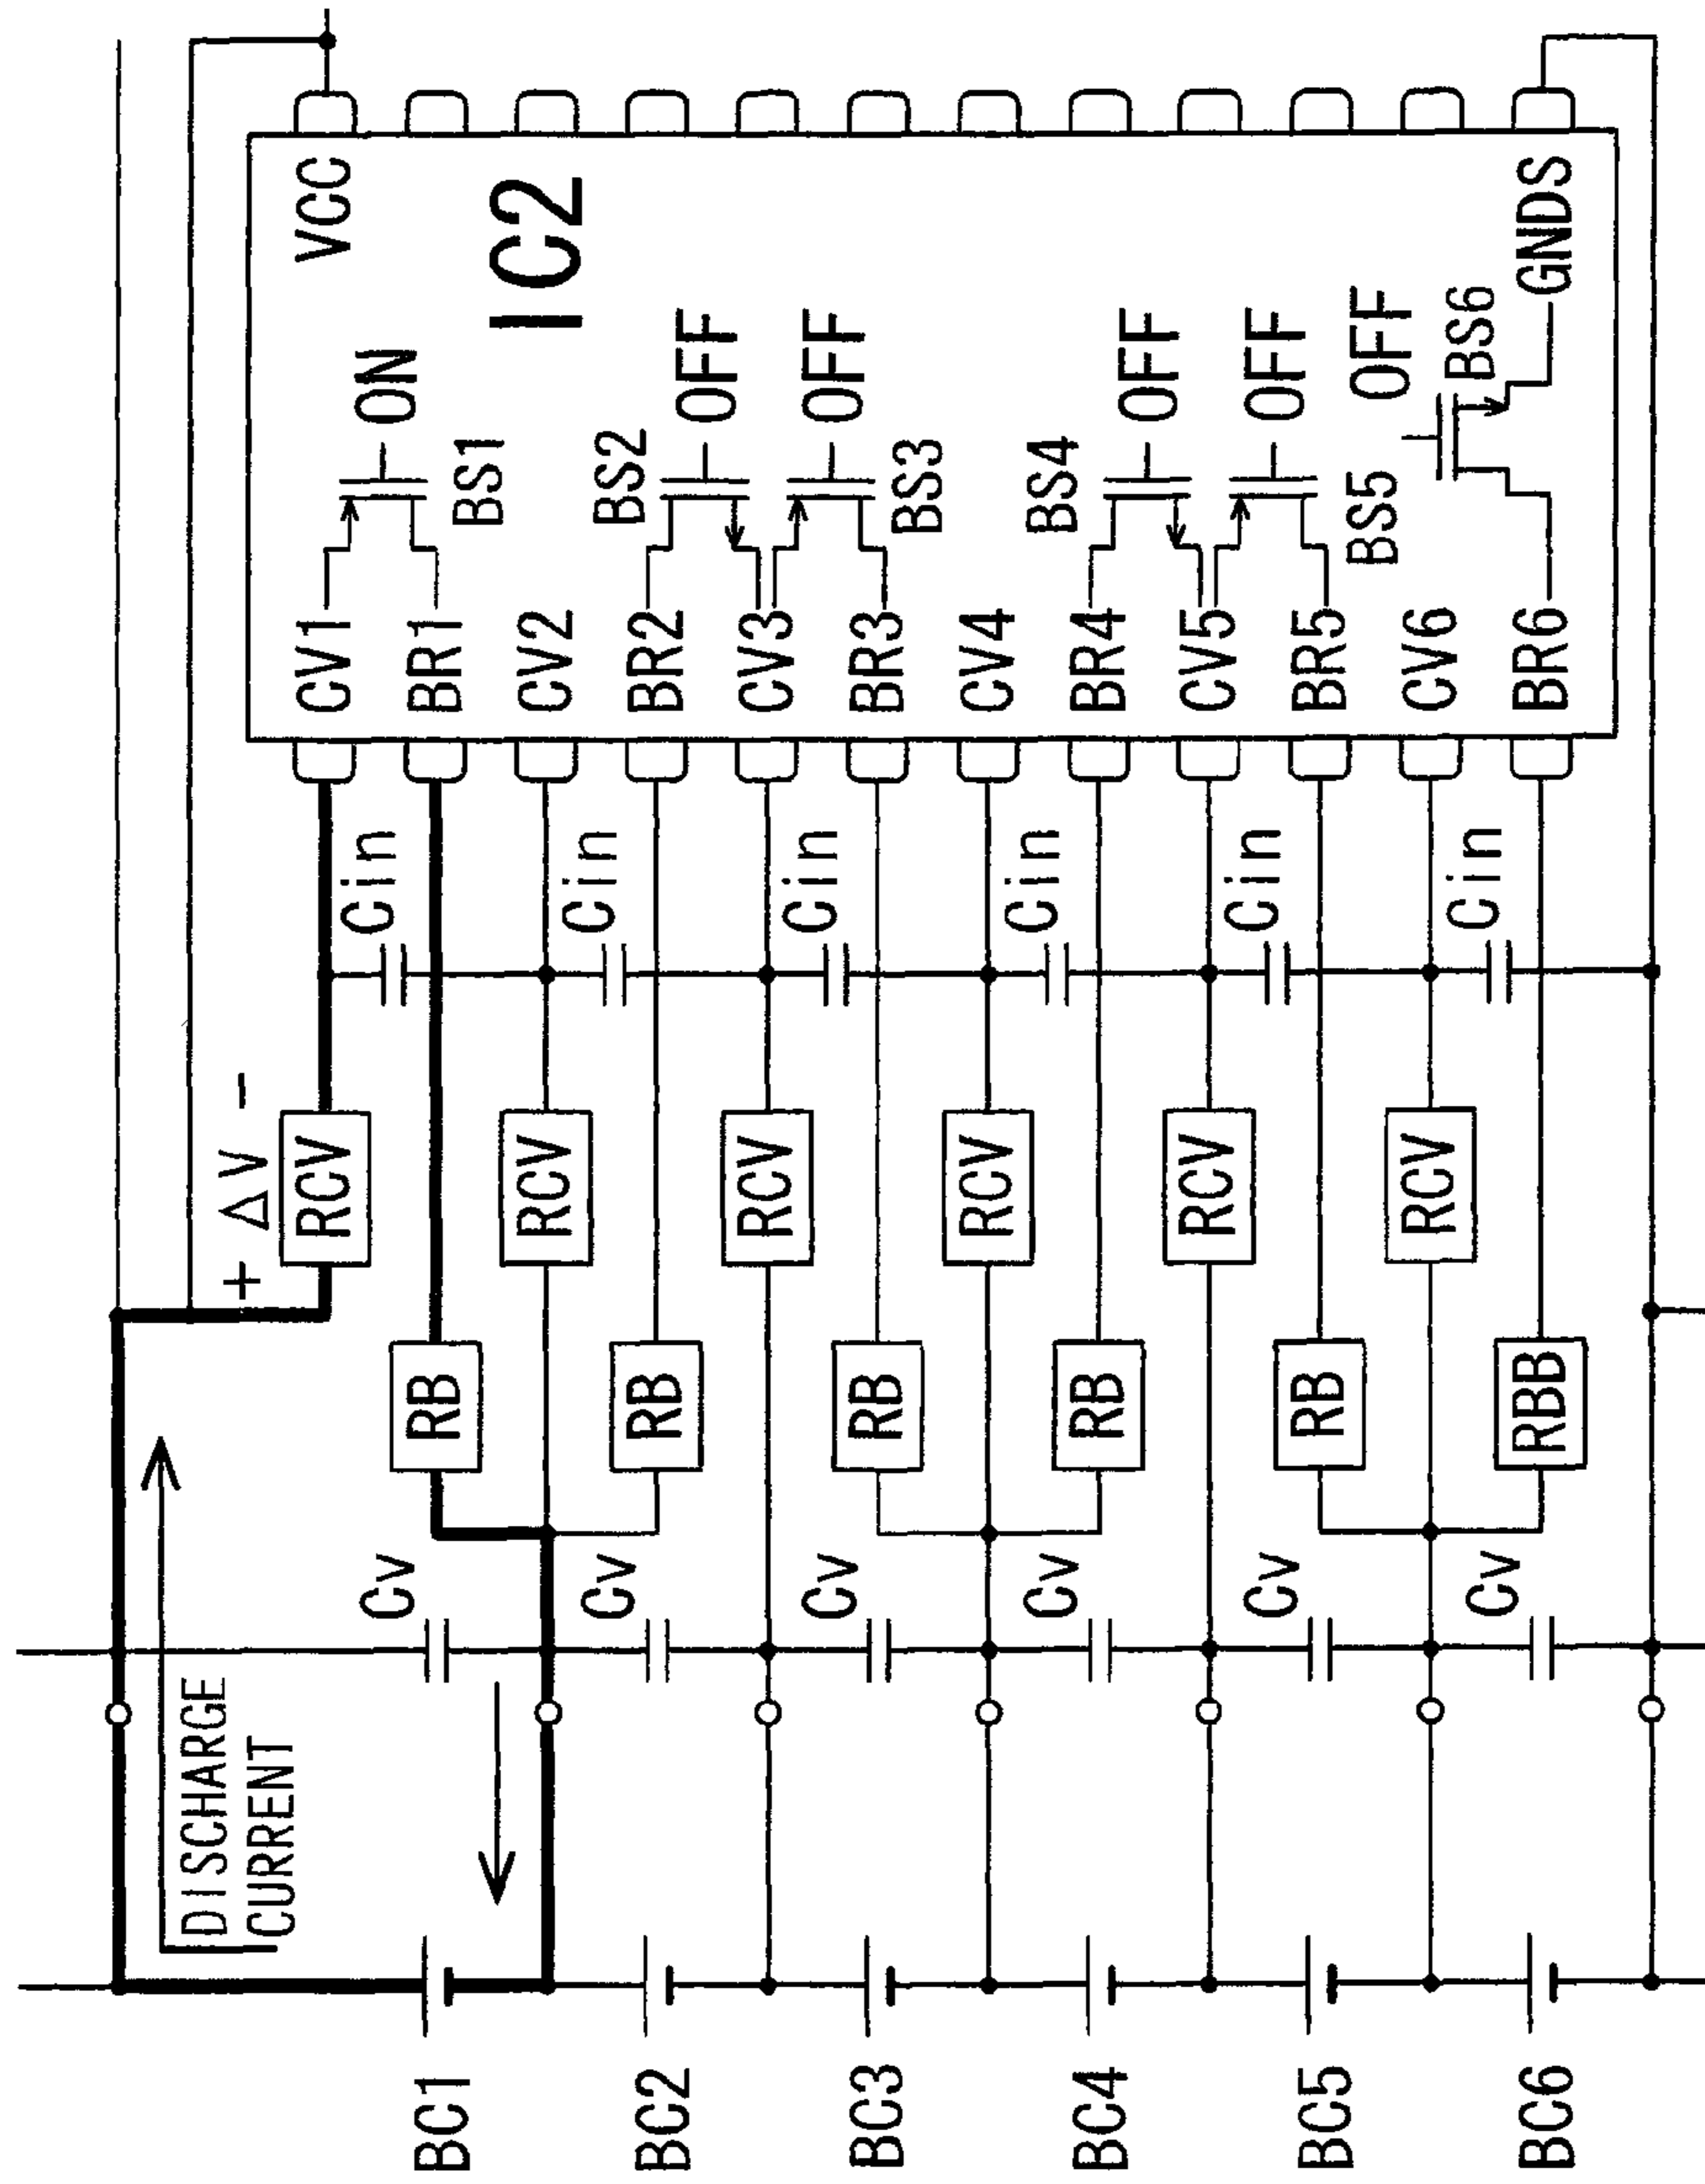 BC1
BC2
BC3
BC4
BC5
BC6
DISCHARGE
CURRENT
Cv
Cv
Cv
Cv
Cv
Cv
RB
RB
RB
RB
RB
RBB
+ ΔV -
RCV
RCV
RCV
RCV
RCV
RCV
Cin
Cin
Cin
Cin
Cin
Cin
CV1
BR1
CV2
BR2
CV3
BR3
CV4
BR4
CV5
BR5
CV6
BR6
ON
BS1
BS2
OFF
OFF
BS3
BS4
OFF
OFF
BS5
OFF
BS6
IC2
VCC
GNDS